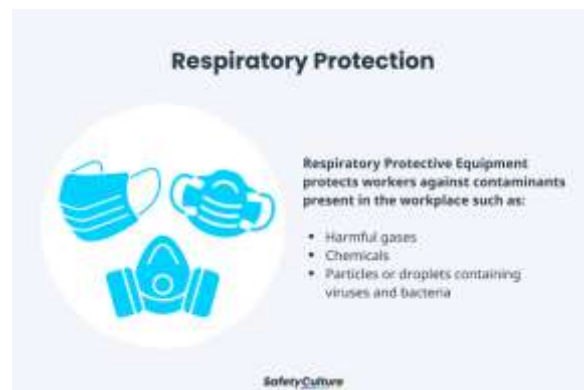 Respiratory Protection
Respiratory Protective Equipment
protects workers against contaminants
present in the workplace such as:
• Harmful gases
• Chemicals
• Particles or droplets containing
viruses and bacteria
SafetyCulture